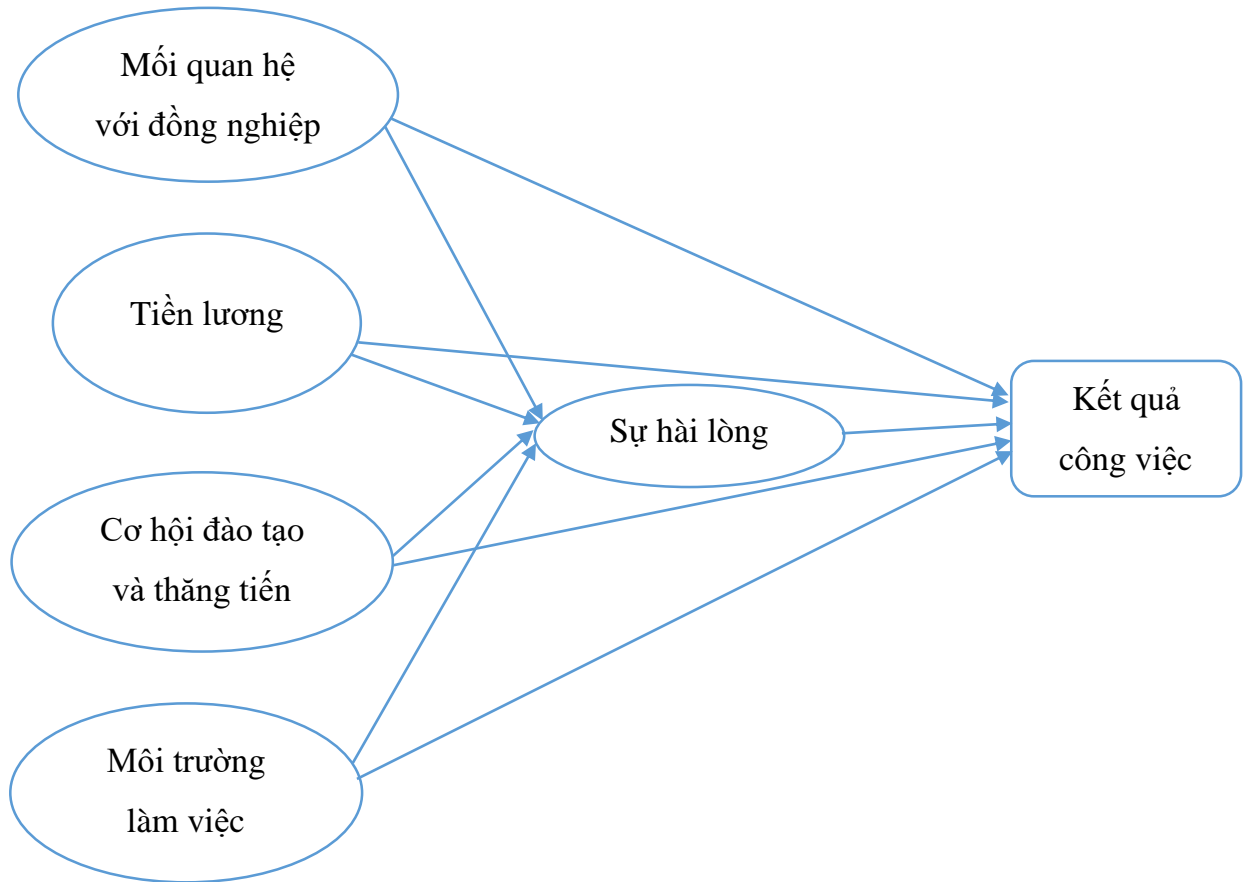 Mối quan hệ
với đồng nghiệp
Tiền lương
Sự hài lòng
Kết quả
công việc
Cơ hội đào tạo
và thăng tiến
Môi trường
làm việc